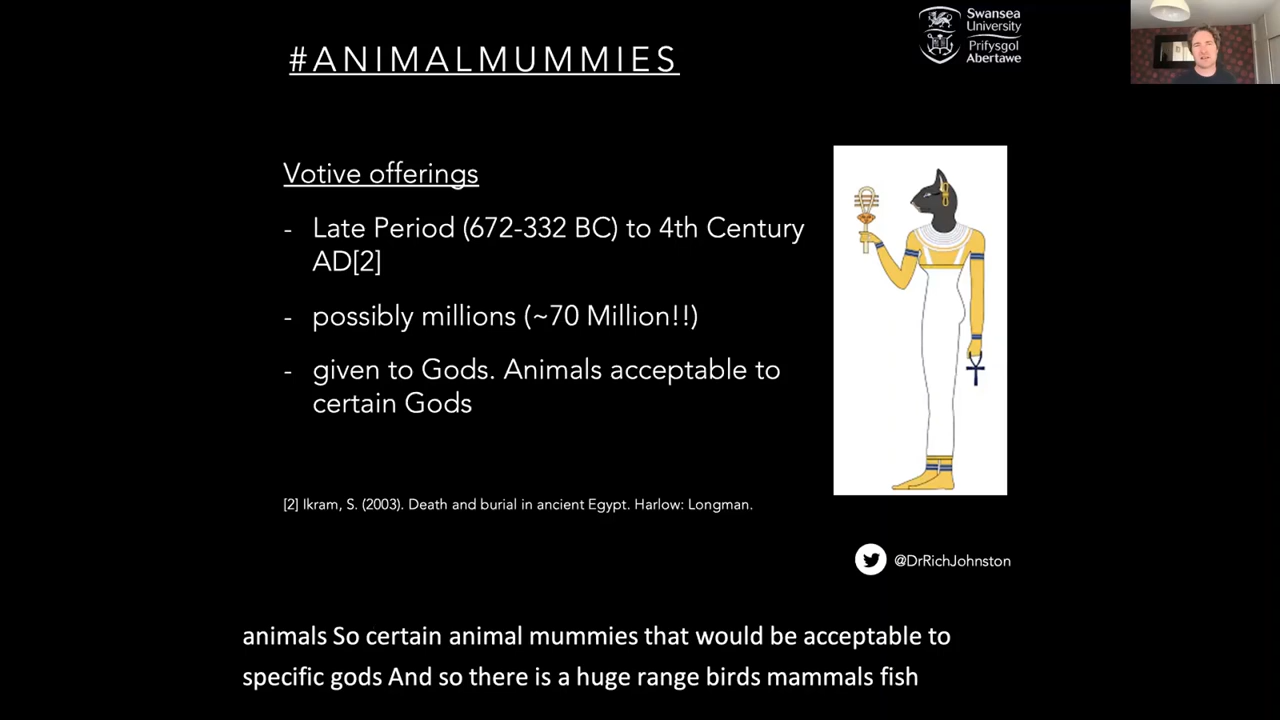 #ANIMALMUMMIES
Swansea
University
Prifysgol
Abertawe
Votive offerings
- Late Period (672-332 BC) to 4th Century
AD[2]
- possibly millions (~70 Million!!)
- given to Gods. Animals acceptable to
certain Gods
[2] Ikram, S. (2003). Death and burial in ancient Egypt. Harlow: Longman.
@DrRichJohnston
animals So certain animal mummies that would be acceptable to
specific gods And so there is a huge range birds mammals fish